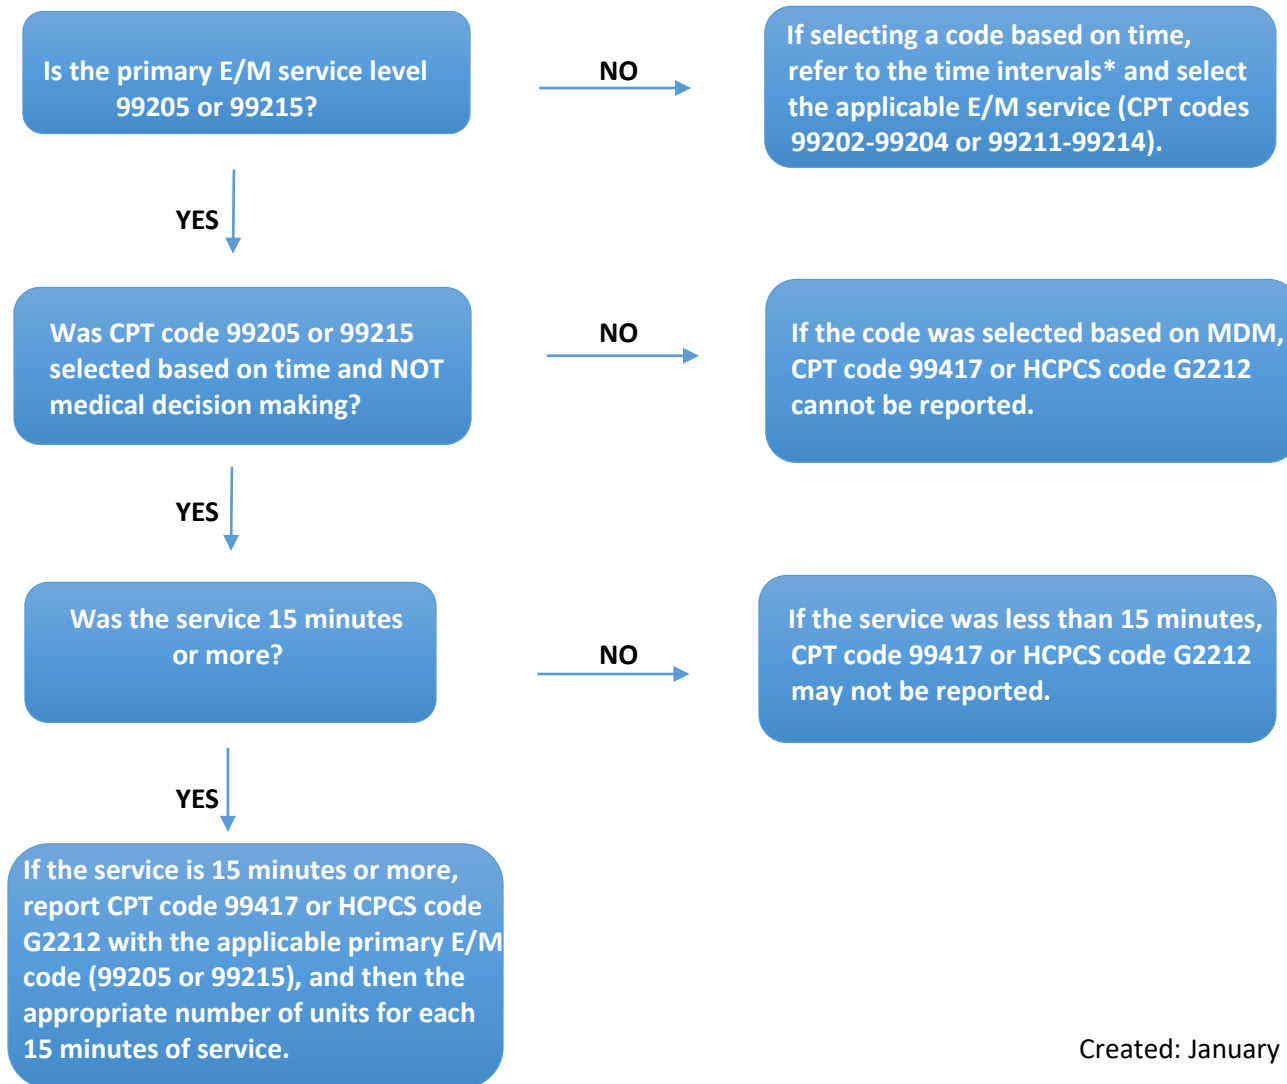 Is the primary E/M service level
99205 or 99215?
NO
If selecting a code based on time,
refer to the time intervals* and select
the applicable E/M service (CPT codes
99202-99204 or 99211-99214).
YES
Was CPT code 99205 or 99215
selected based on time and NOT
medical decision making?
NO
If the code was selected based on MDM,
CPT code 99417 or HCPCS code G2212
cannot be reported.
YES
Was the service 15 minutes
or more?
NO
If the service was less than 15 minutes,
CPT code 99417 or HCPCS code G2212
may not be reported.
YES
If the service is 15 minutes or more,
report CPT code 99417 or HCPCS code
G2212 with the applicable primary E/M
code (99205 or 99215), and then the
appropriate number of units for each
15 minutes of service.
Created: January